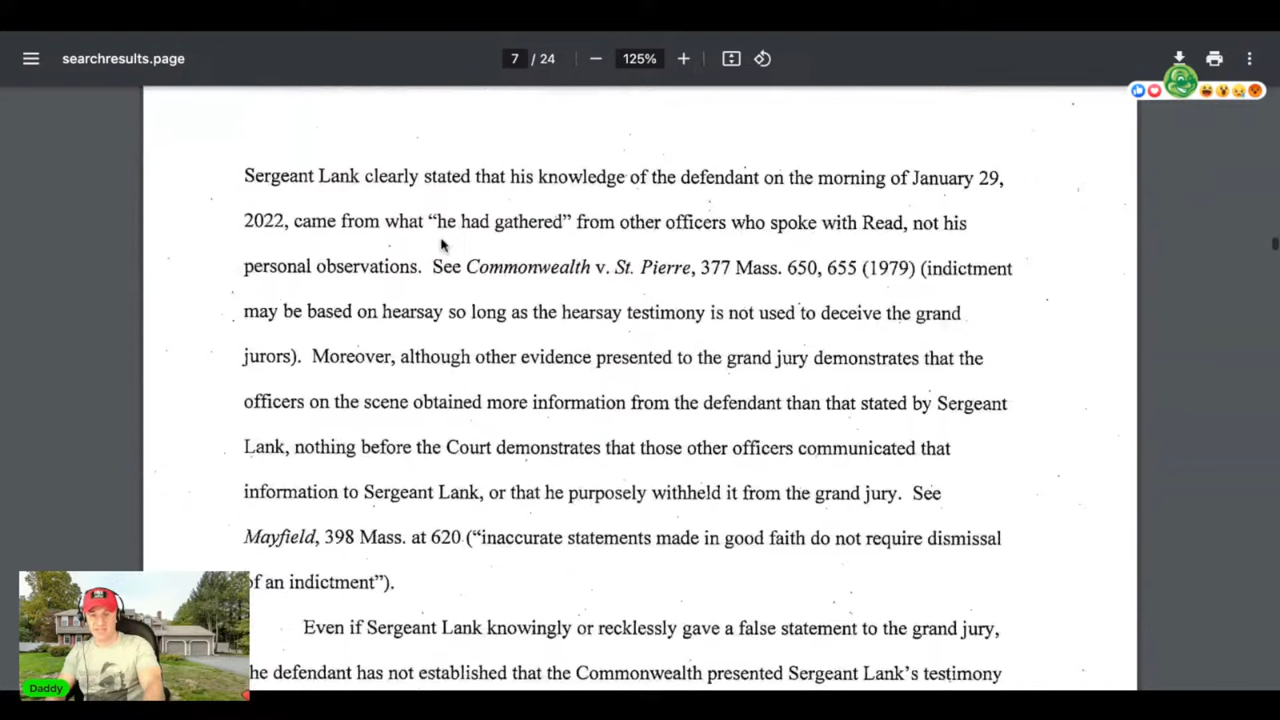 searchresults.page
7 / 24
125%
Sergeant Lank clearly stated that his knowledge of the defendant on the morning of January 29,
2022, came from what “he had gathered” from other officers who spoke with Read, not his
personal observations. See Commonwealth v. St. Pierre, 377 Mass. 650, 655 (1979) (indictment
may be based on hearsay so long as the hearsay testimony is not used to deceive the grand
jurors). Moreover, although other evidence presented to the grand jury demonstrates that the
officers on the scene obtained more information from the defendant than that stated by Sergeant
Lank, nothing before the Court demonstrates that those other officers communicated that
information to Sergeant Lank, or that he purposely withheld it from the grand jury. See
Mayfield, 398 Mass. at 620 (“inaccurate statements made in good faith do not require dismissal
of an indictment”).
Even if Sergeant Lank knowingly or recklessly gave a false statement to the grand jury,
he defendant has not established that the Commonwealth presented Sergeant Lank’s testimony
Daddy